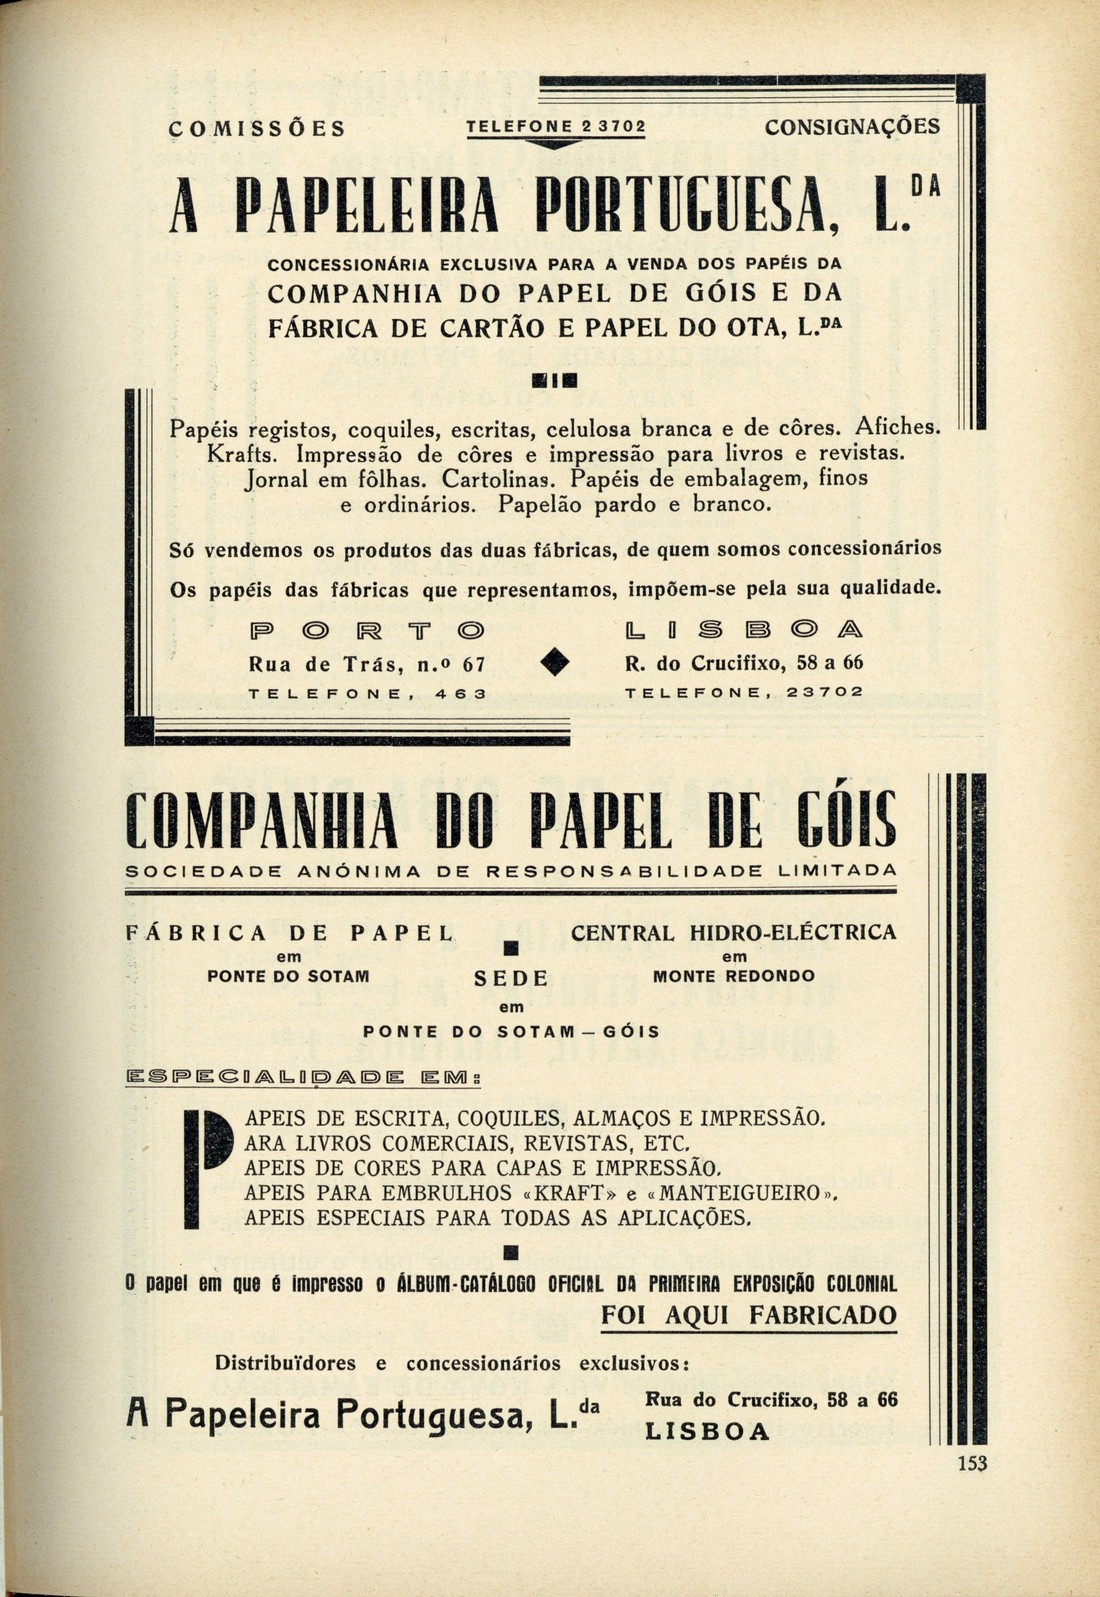 COMISSÕES TELEFONE 2 3702 CONSIGNAÇÕES
A PAPELEIRA PORTUGUESA, L.DA
CONCESSIONÁRIA EXCLUSIVA PARA A VENDA DOS PAPÉIS DA
COMPANHIA DO PAPEL DE GÓIS E DA
FÁBRICA DE CARTÃO E PAPEL DO OTA, L.DA
Papéis registos, coquiles, escritas, celulosa branca e de côres. Afiches.
Krafts. Impressão de côres e impressão para livros e revistas.
Jornal em fôlhas. Cartolinas. Papéis de embalagem, finos
e ordinários. Papelão pardo e branco.
Só vendemos os produtos das duas fábricas, de quem somos concessionários
Os papéis das fábricas que representamos, impõem-se pela sua qualidade.
PORTO
Rua de Trás, n.º 67
TELEFONE, 463
LISBOA
R. do Crucifixo, 58 a 66
TELEFONE, 23702
COMPANHIA DO PAPEL DE GÓIS
SOCIEDADE ANÓNIMA DE RESPONSABILIDADE LIMITADA
FÁBRICA DE PAPEL
em
PONTE DO SOTAM
CENTRAL HIDRO-ELÉCTRICA
em
MONTE REDONDO
SEDE
em
PONTE DO SOTAM — GÓIS
ESPECIALIDADE EM:
PAPEIS DE ESCRITA, COQUILES, ALMAÇOS E IMPRESSÃO.
ARA LIVROS COMERCIAIS, REVISTAS, ETC.
APEIS DE CORES PARA CAPAS E IMPRESSÃO.
APEIS PARA EMBRULHOS «KRAFT» e «MANTEIGUEIRO».
APEIS ESPECIAIS PARA TODAS AS APLICAÇÕES.
O papel em que é impresso o ÁLBUM-CATÁLOGO OFICIAL DA PRIMEIRA EXPOSIÇÃO COLONIAL
FOI AQUI FABRICADO
Distribuïdores e concessionários exclusivos:
A Papeleira Portuguesa, L.da
Rua do Crucifixo, 58 a 66
LISBOA
153